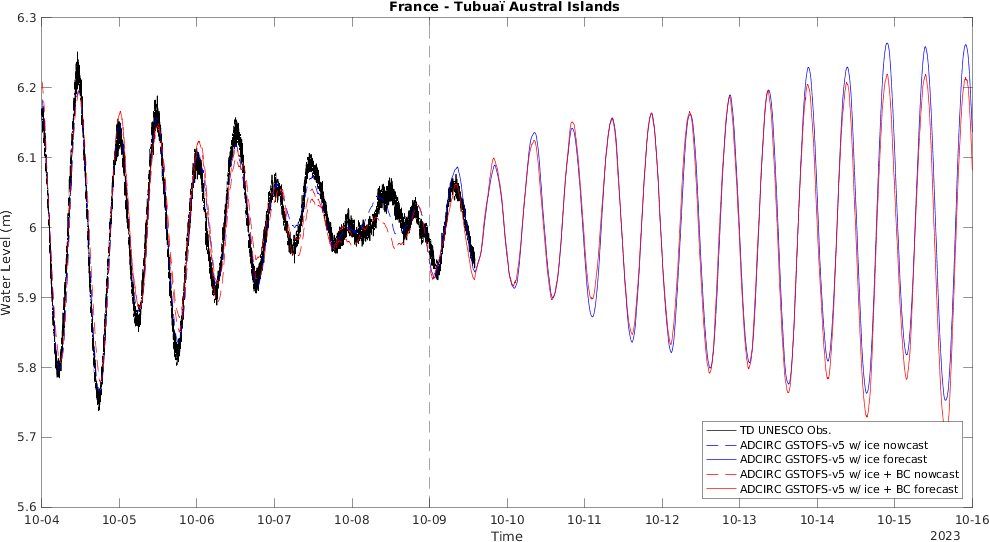 France - Tubuaï Austral Islands
Water Level (m)
6.3
6.2
6.1
6
5.9
5.8
5.7
5.6
TD UNESCO Obs.
ADCIRC GSTOFS-v5 w/ ice nowcast
ADCIRC GSTOFS-v5 w/ ice forecast
ADCIRC GSTOFS-v5 w/ ice + BC nowcast
ADCIRC GSTOFS-v5 w/ ice + BC forecast
10-04 10-05 10-06 10-07 10-08 10-09 10-10 10-11 10-12 10-13 10-14 10-15 10-16
Time
2023